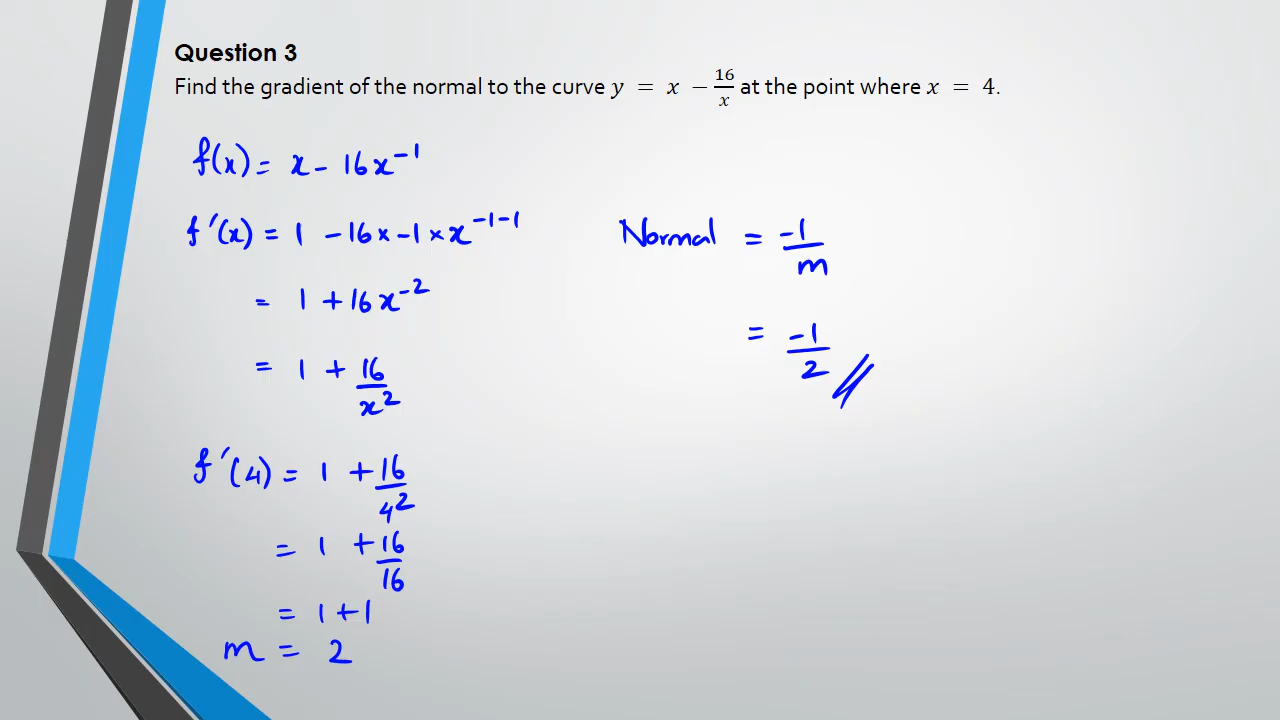 Question 3
Find the gradient of the normal to the curve y = x − 16/x at the point where x = 4.
f(x) = x - 16x⁻¹
f'(x) = 1 - 16 × -1 × x⁻¹⁻¹
= 1 + 16x⁻²
= 1 + 16/x²
f'(4) = 1 + 16/4²
= 1 + 16/16
= 1 + 1
m = 2
Normal = -1/m
= -1/2